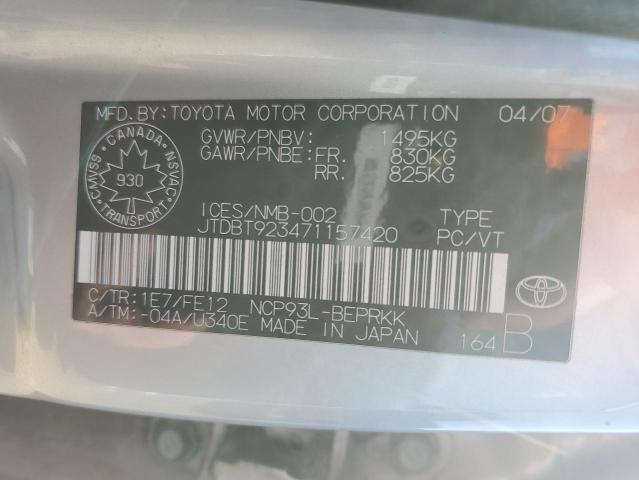 MFD.BY:TOYOTA MOTOR CORPORATION 04/07
GVWR/PNBV: 1495KG
GAWR/PNBE:FR. 830KG
RR. 825KG
CANADA
CMVSS 930 NSVAC
TRANSPORT
ICES/NMB-002 TYPE
JTDBT923471157420 PC/VT
C/TR:1E7/FE12 NCP93L-BEPRKK
A/TM:-04A/U340E MADE IN JAPAN 164 B